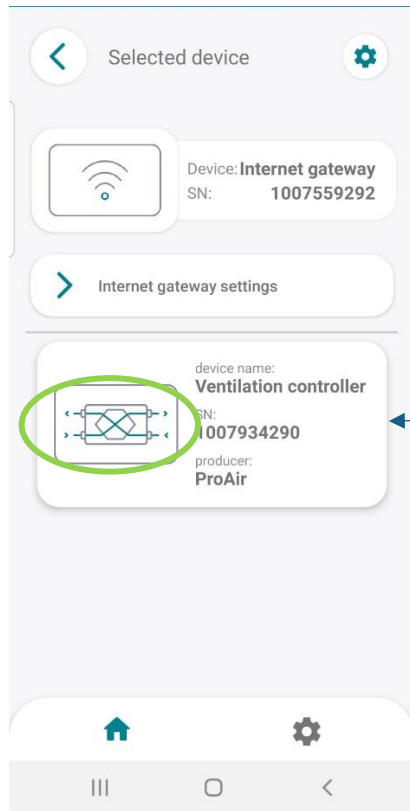 Selected device
Device: Internet gateway
SN: 1007559292
Internet gateway settings
device name:
Ventilation controller
SN:
1007934290
producer:
ProAir